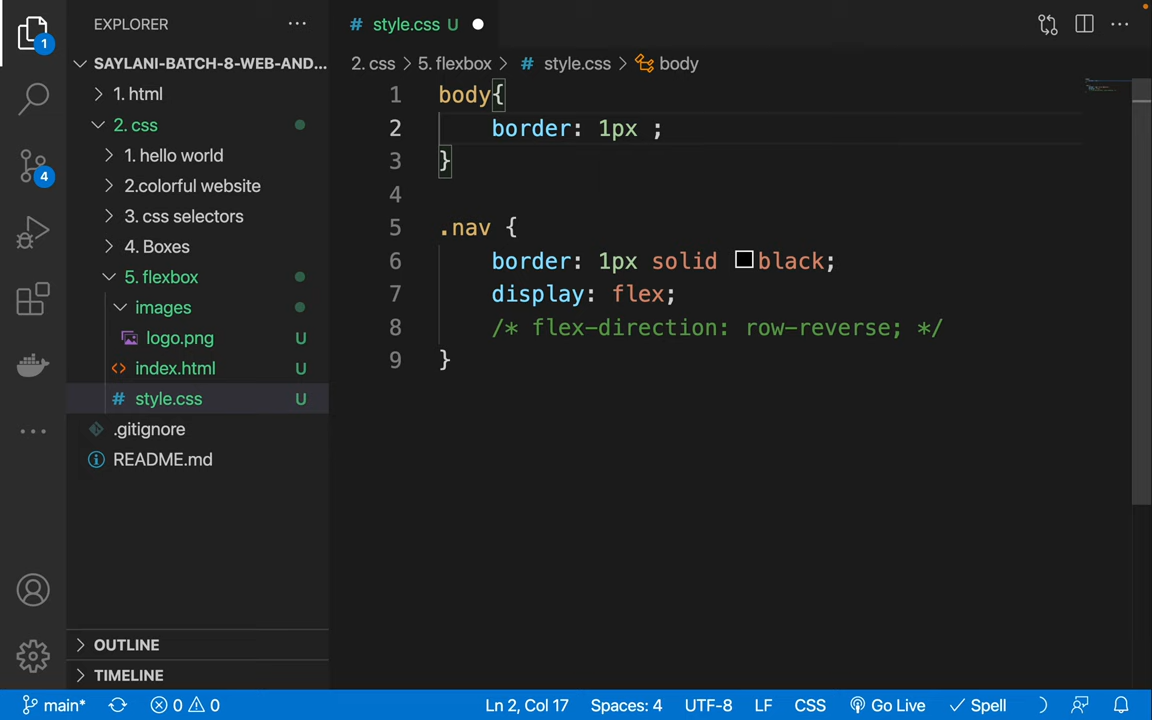 EXPLORER
SAYLANI-BATCH-8-WEB-AND...
1. html
2. css
1. hello world
2.colorful website
3. css selectors
4. Boxes
5. flexbox
images
logo.png U
index.html U
style.css U
.gitignore
README.md
OUTLINE
TIMELINE
1
4
style.css U
2. css > 5. flexbox > style.css > body
1 body{
2 border: 1px ;
3 }
4
5 .nav {
6 border: 1px solid black;
7 display: flex;
8 /* flex-direction: row-reverse; */
9 }
main* 0 0 Ln 2, Col 17 Spaces: 4 UTF-8 LF CSS Go Live Spell